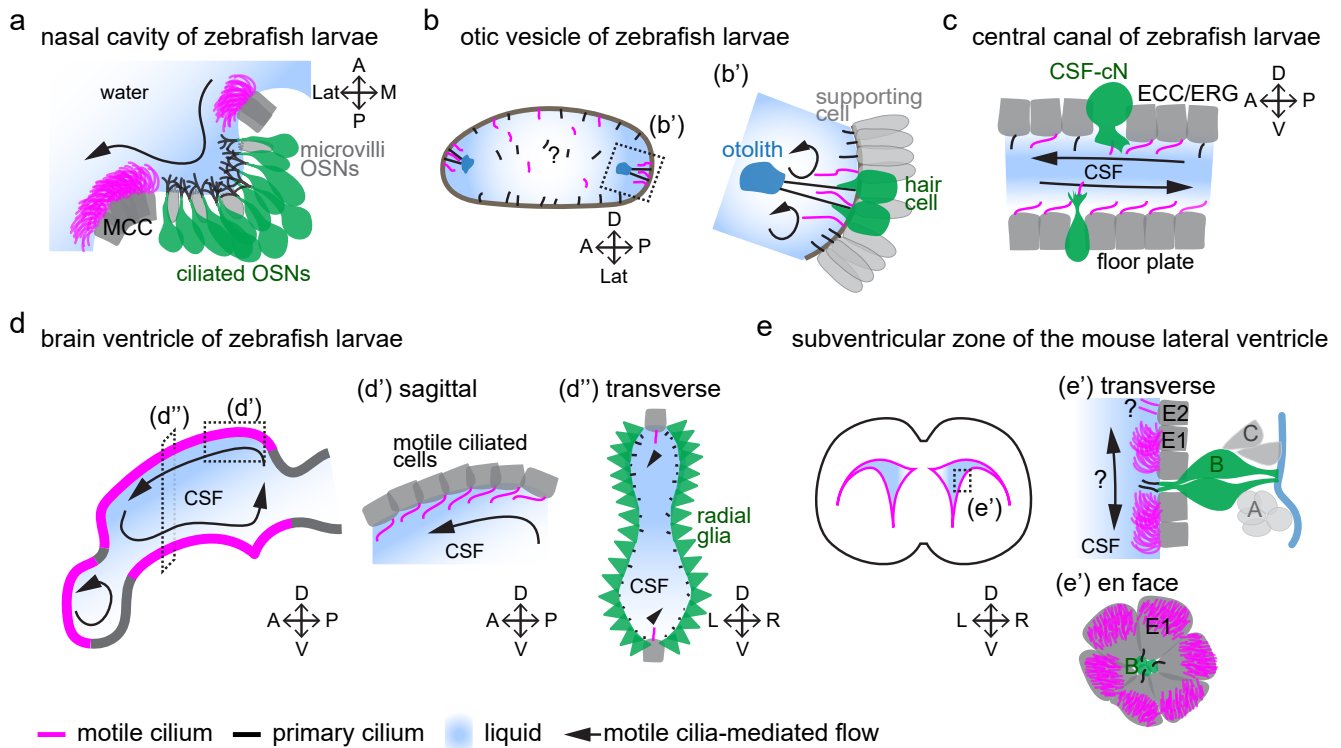 a
nasal cavity of zebrafish larvae
water
A
Lat
M
P
microvilli
OSNs
MCC
ciliated OSNs
b
otic vesicle of zebrafish larvae
(b')
?
D
A
P
Lat
(b')
supporting
cell
otolith
hair
cell
c
central canal of zebrafish larvae
CSF-cN
ECC/ERG
D
A
P
V
CSF
floor plate
d
brain ventricle of zebrafish larvae
(d'')
(d')
CSF
D
A
P
V
(d') sagittal
motile ciliated
cells
CSF
D
A
P
V
(d'') transverse
radial
glia
CSF
D
L
R
V
e
subventricular zone of the mouse lateral ventricle
(e')
D
L
R
V
(e') transverse
?
E2
E1
C
B
?
A
CSF
(e') en face
E1
B
motile cilium
primary cilium
liquid
motile cilia-mediated flow